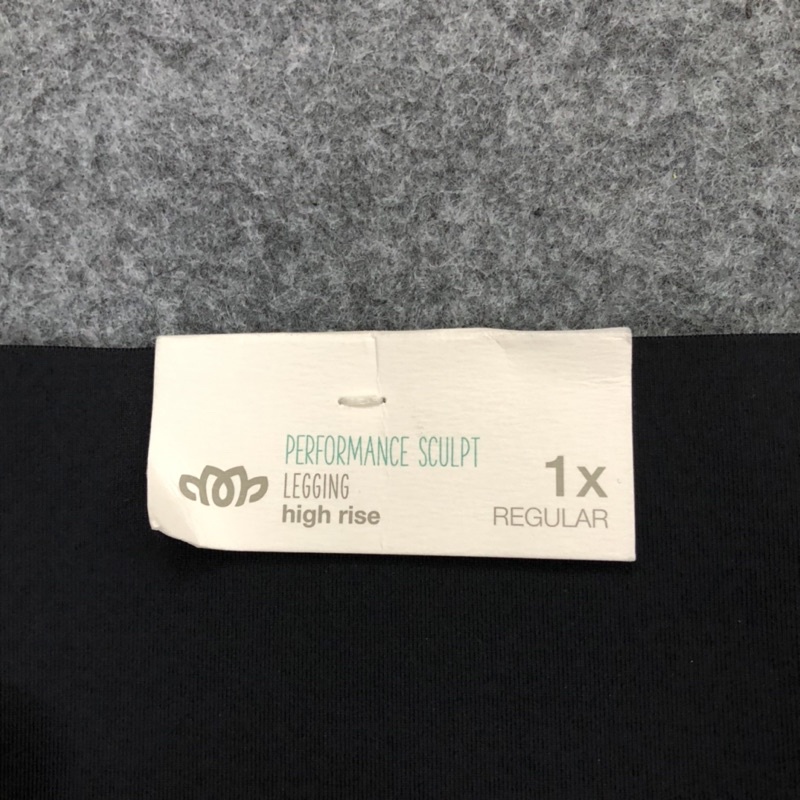 PERFORMANCE SCULPT
LEGGING
high rise
1x
REGULAR